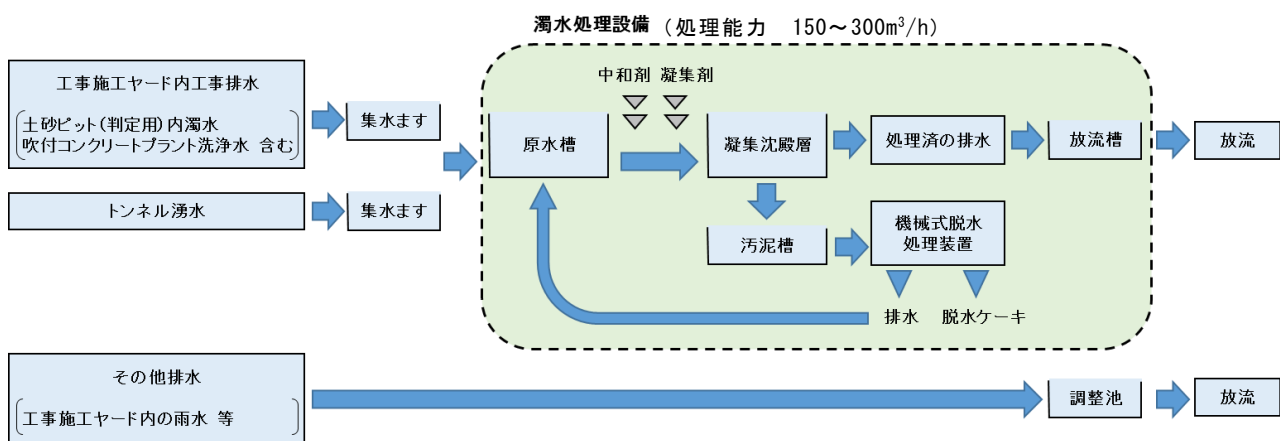 濁水処理設備 (処理能力 150～300m³/h)
工事施工ヤード内工事排水
土砂ピット(判定用)内濁水
吹付コンクリートプラント洗浄水 含む
集水ます
トンネル湧水
集水ます
中和剤 凝集剤
原水槽
凝集沈殿層
処理済の排水
放流槽
放流
汚泥槽
機械式脱水
処理装置
排水
脱水ケーキ
その他排水
工事施工ヤード内の雨水 等
調整池
放流